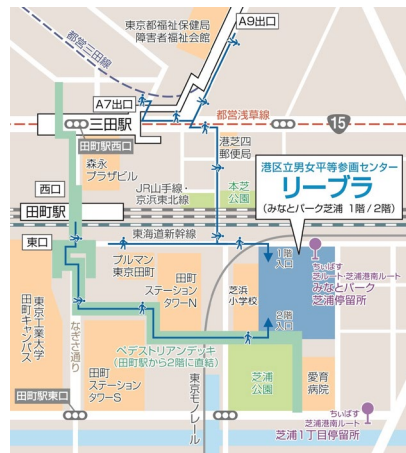 東京都福祉保健局
障害者福祉会館
A9出口
都営三田線
A7出口
都営浅草線
15
三田駅
田町駅西口
港芝四
郵便局
森永
プラザビル
港区立男女平等参画センター
リーブラ
(みなとパーク芝浦 1階/2階)
西口
JR山手線・
京浜東北線
本芝
公園
田町駅
東海道新幹線
東口
1階
入口
ちぃばす
芝ルート・芝浦港南ルート
みなとパーク
芝浦停留所
プルマン
東京田町
田町
ステーション
タワーN
芝浜
小学校
2階
入口
東京工業大学
田町キャンパス
なぎさ通り
ペデストリアンデッキ
(田町駅から2階に直結)
田町
ステーション
タワーS
東京モノレール
芝浦
公園
愛育
病院
田町駅東口
ちぃばす
芝浦港南ルート
芝浦1丁目停留所